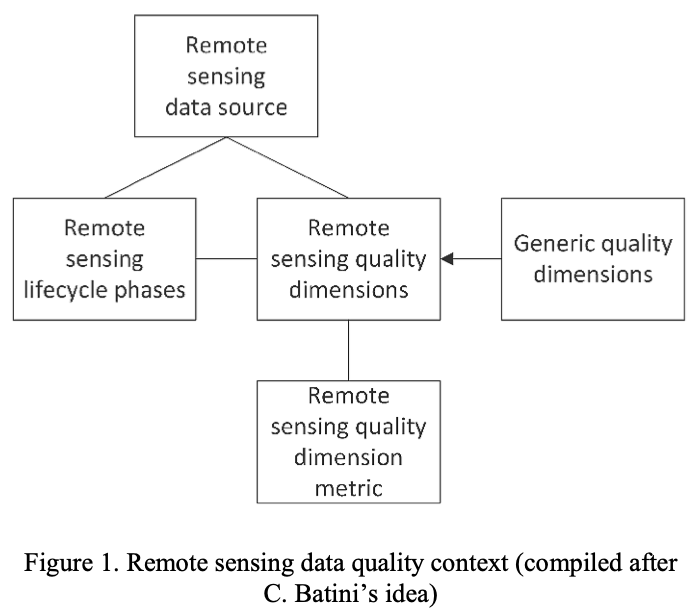 Remote
sensing
data source
Remote
sensing
lifecycle phases
Remote
sensing quality
dimensions
Generic quality
dimensions
Remote
sensing quality
dimension
metric
Figure 1. Remote sensing data quality context (compiled after
C. Batini’s idea)